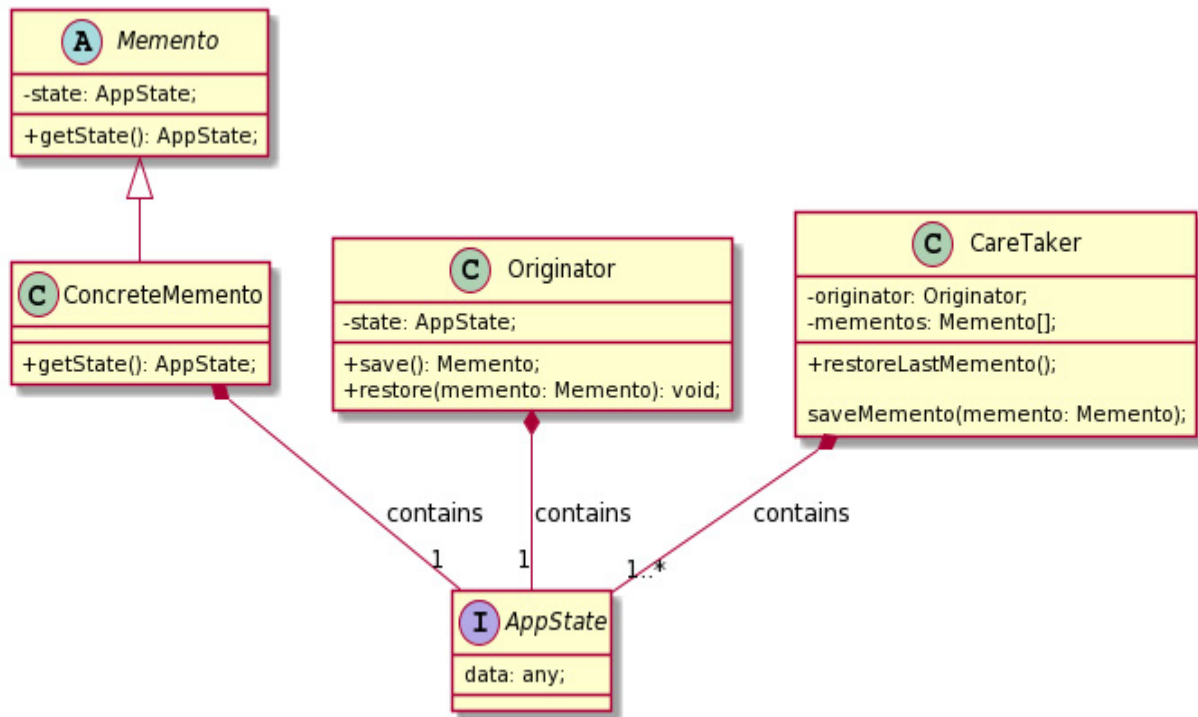 A Memento
-state: AppState;
+getState(): AppState;
C ConcreteMemento
+getState(): AppState;
C Originator
-state: AppState;
+save(): Memento;
+restore(memento: Memento): void;
C CareTaker
-originator: Originator;
-mementos: Memento[];
+restoreLastMemento();
saveMemento(memento: Memento);
contains
contains
contains
1
1
1..*
I AppState
data: any;